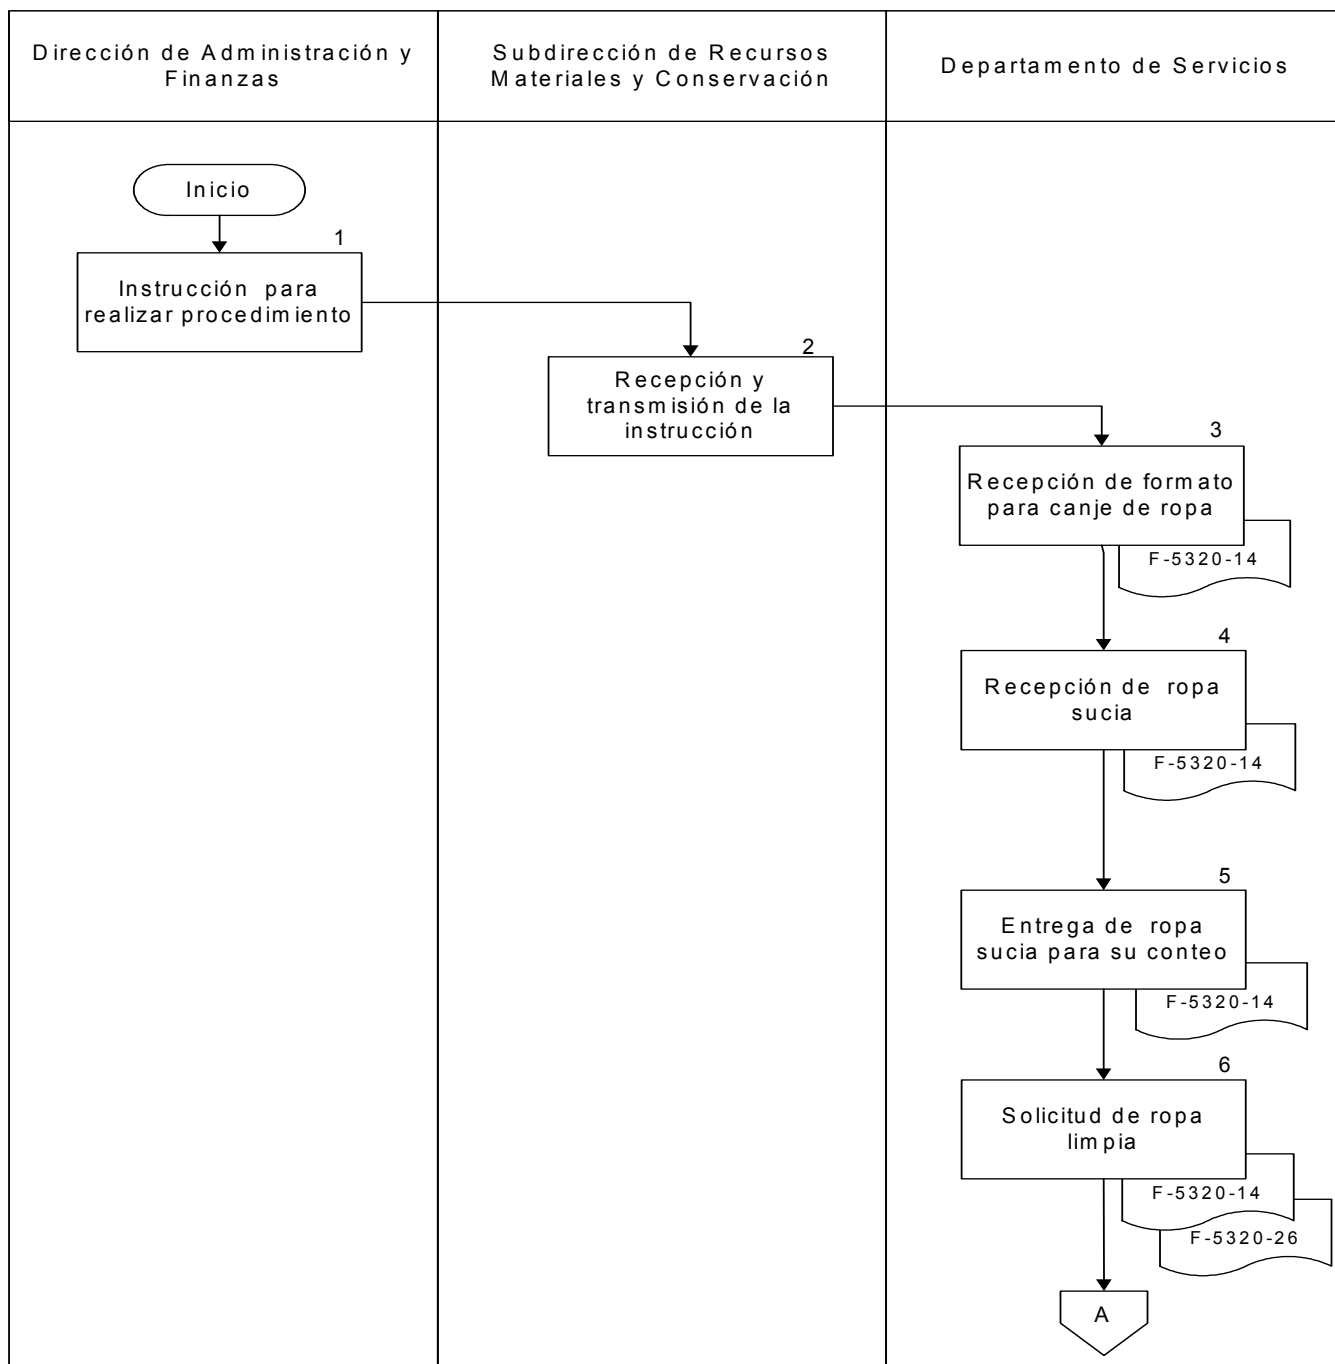 Dirección de Administración y
Finanzas
Subdirección de Recursos
Materiales y Conservación
Departamento de Servicios
Inicio
1
Instrucción para
realizar procedimiento
2
Recepción y
transmisión de la
instrucción
3
Recepción de formato
para canje de ropa
F-5320-14
4
Recepción de ropa
sucia
F-5320-14
5
Entrega de ropa
sucia para su conteo
F-5320-14
6
Solicitud de ropa
limpia
F-5320-14
F-5320-26
A